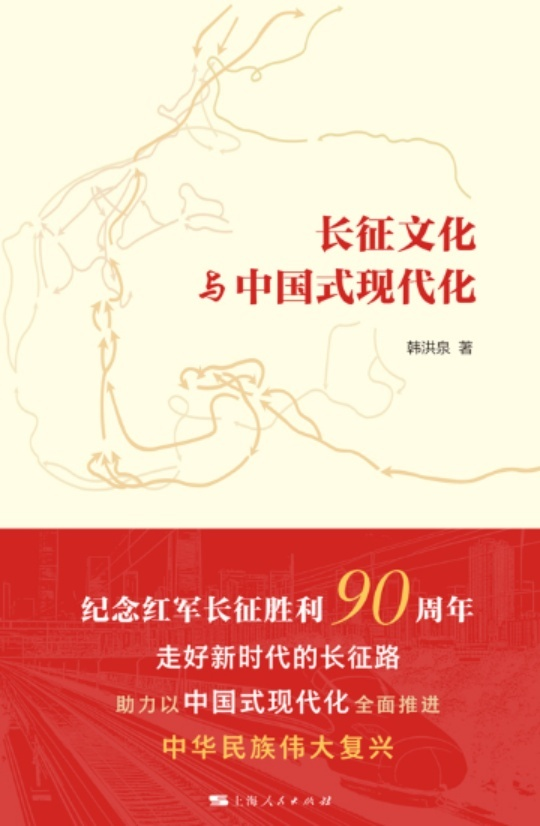 长征文化
与中国式现代化
韩洪泉 著
纪念红军长征胜利90周年
走好新时代的长征路
助力以中国式现代化全面推进
中华民族伟大复兴
上海人民出版社